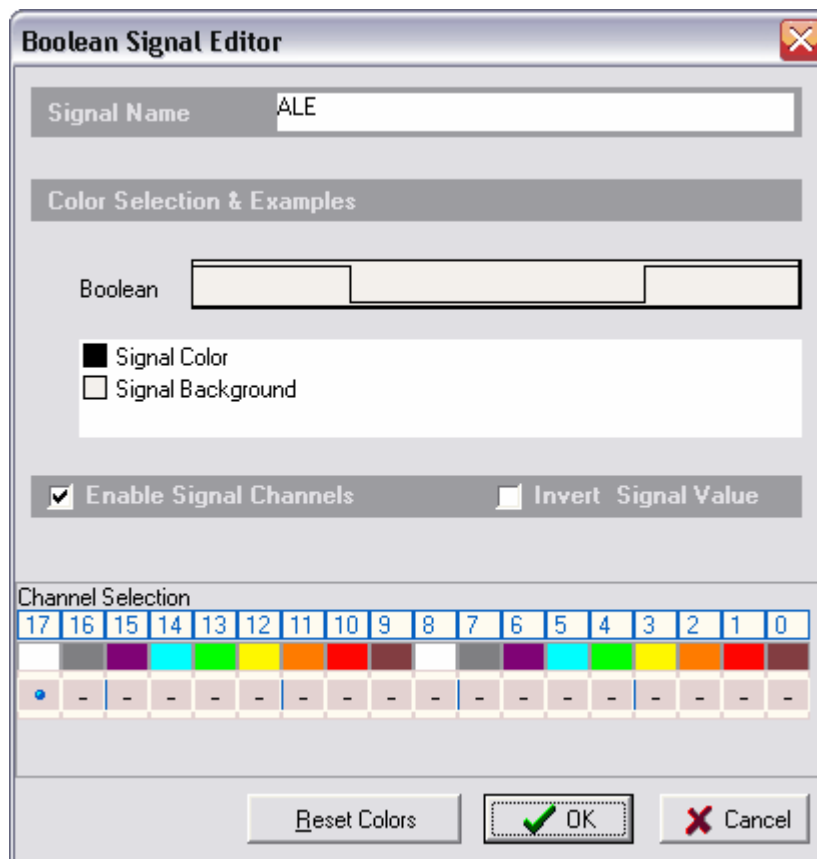 Boolean Signal Editor
Signal Name ALE
Color Selection & Examples
Boolean
Signal Color
Signal Background
Enable Signal Channels Invert Signal Value
Channel Selection
17 16 15 14 13 12 11 10 9 8 7 6 5 4 3 2 1 0
- - - - - - - - - - - - - - - - -
Reset Colors OK Cancel